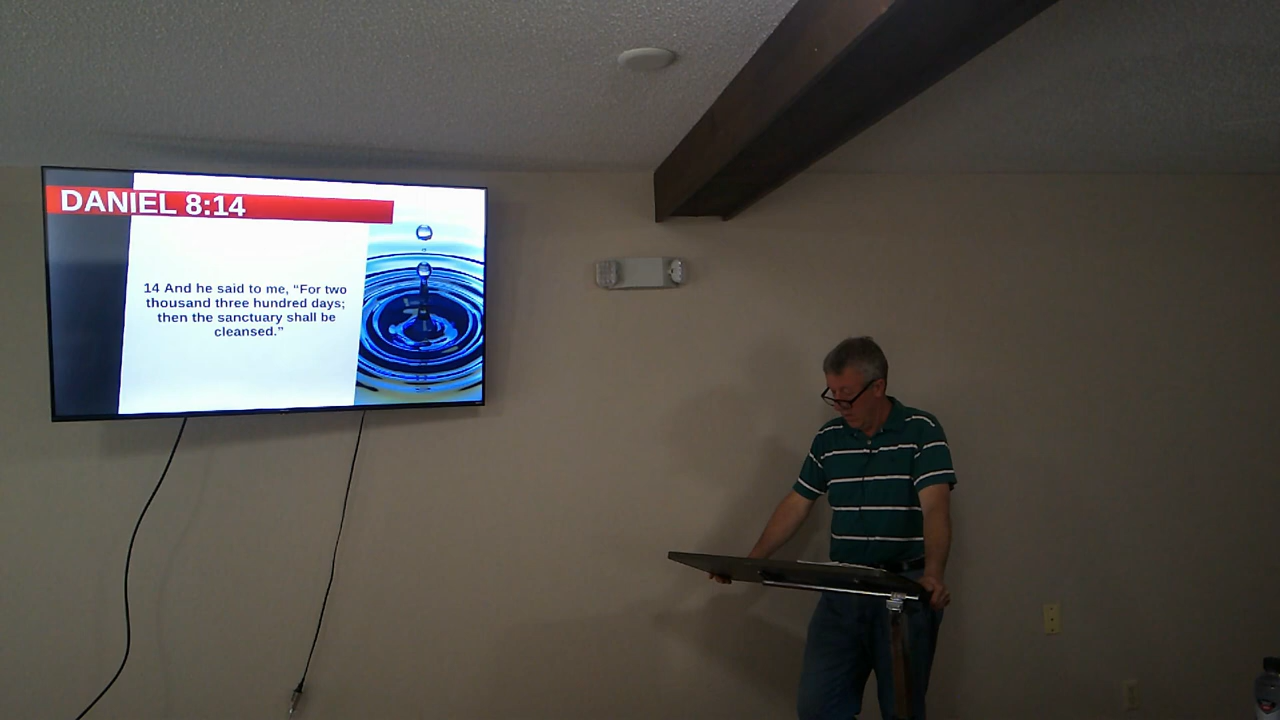 DANIEL 8:14
14 And he said to me, “For two
thousand three hundred days;
then the sanctuary shall be
cleansed.”